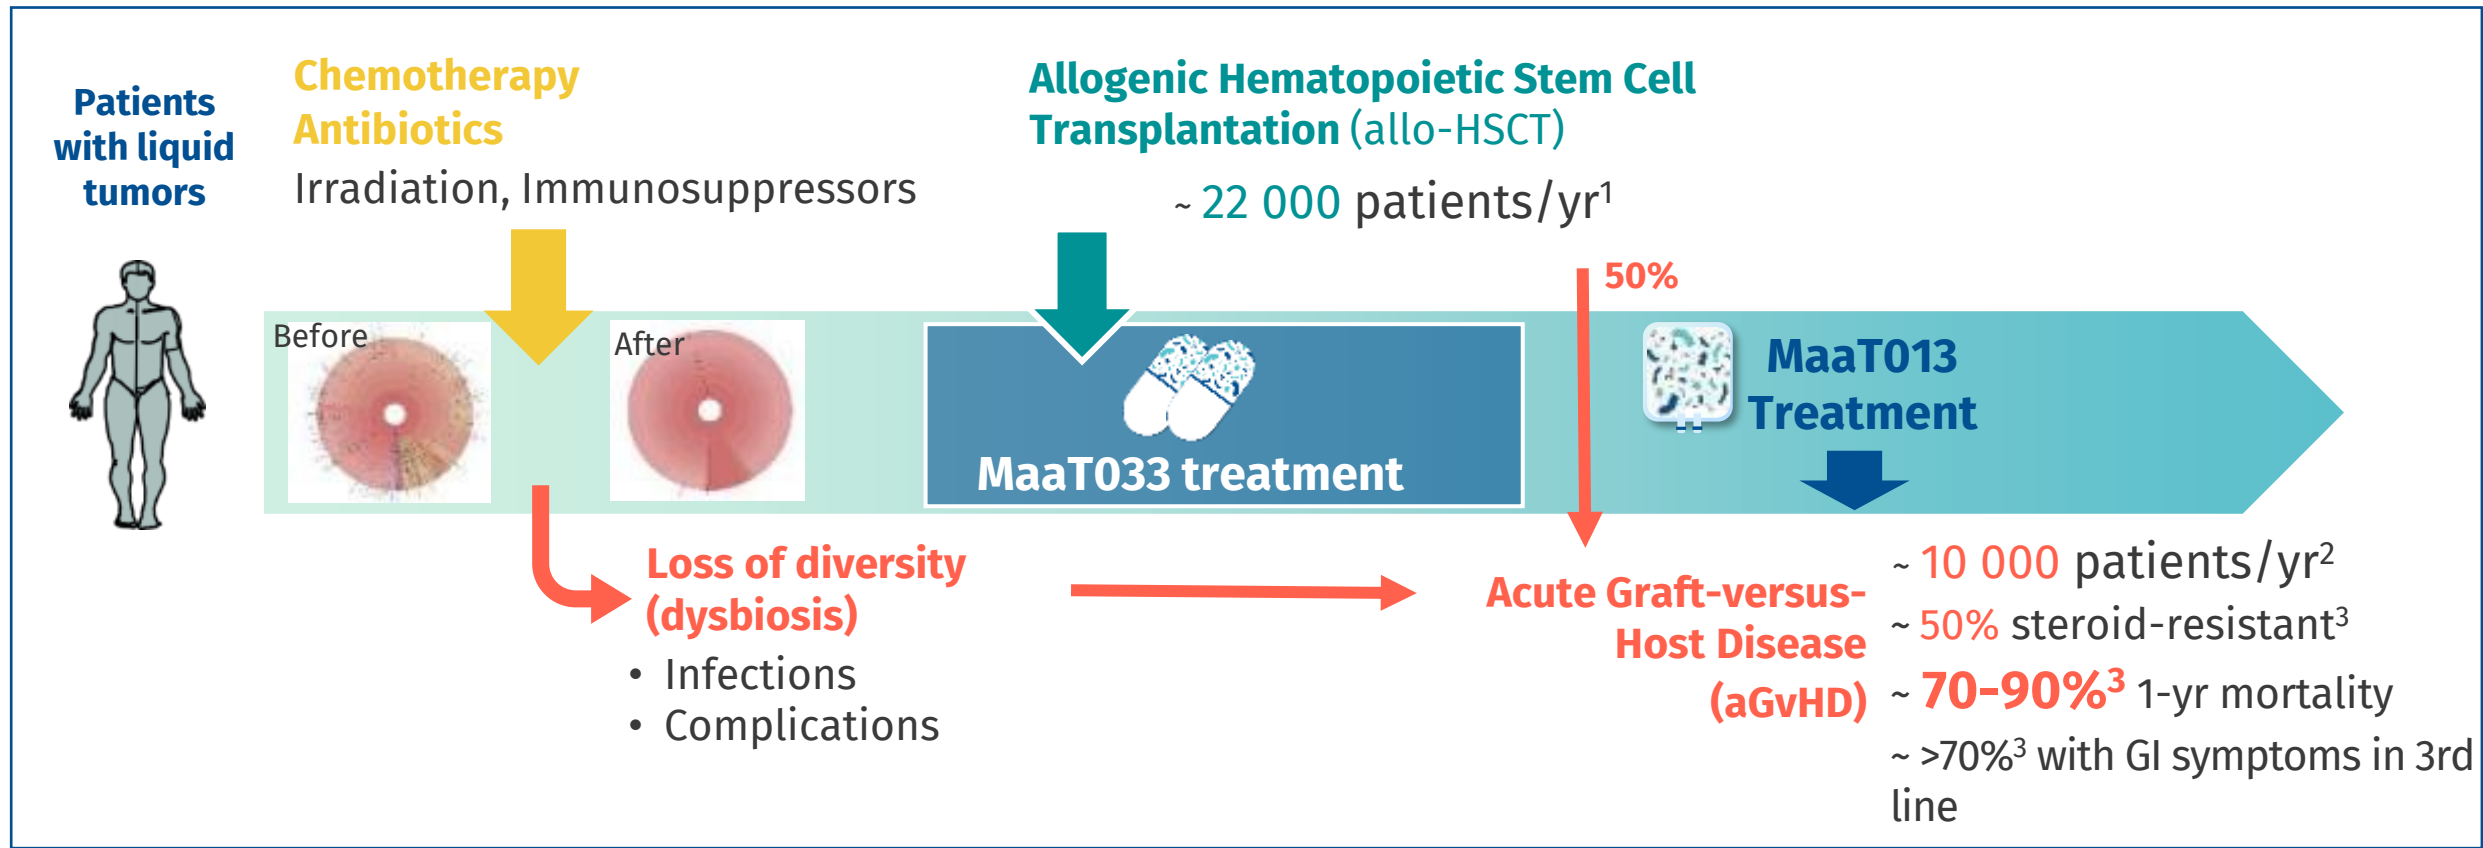 Patients
with liquid
tumors
Chemotherapy
Antibiotics
Irradiation, Immunosuppressors
Allogenic Hematopoietic Stem Cell
Transplantation (allo-HSCT)
~ 22 000 patients/yr¹
50%
Before
After
MaaT033 treatment
MaaT013
Treatment
Loss of diversity
(dysbiosis)
• Infections
• Complications
Acute Graft-versus-
Host Disease
(aGvHD)
~ 10 000 patients/yr²
~ 50% steroid-resistant³
~ 70-90%³ 1-yr mortality
~ >70%³ with GI symptoms in 3rd
line